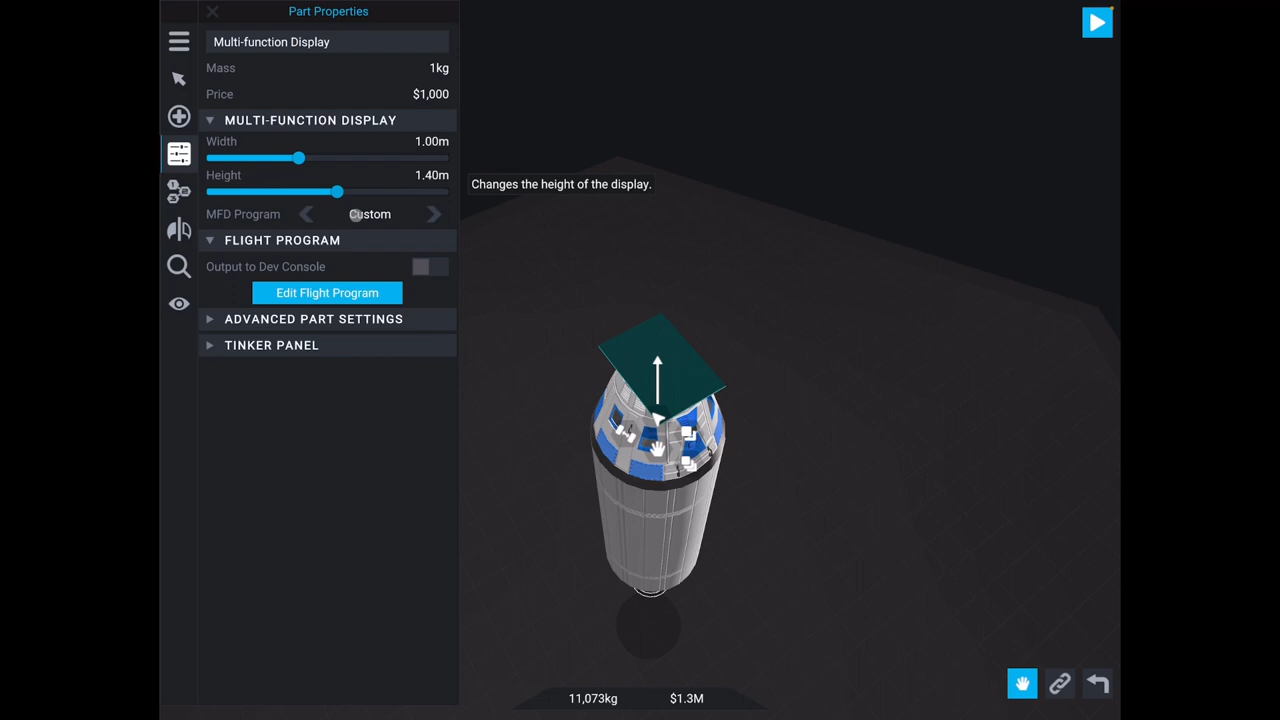 Part Properties
Multi-function Display
Mass 1kg
Price $1,000
MULTI-FUNCTION DISPLAY
Width 1.00m
Height 1.40m
Changes the height of the display.
MFD Program Custom
FLIGHT PROGRAM
Output to Dev Console
Edit Flight Program
ADVANCED PART SETTINGS
TINKER PANEL
11,073kg $1.3M